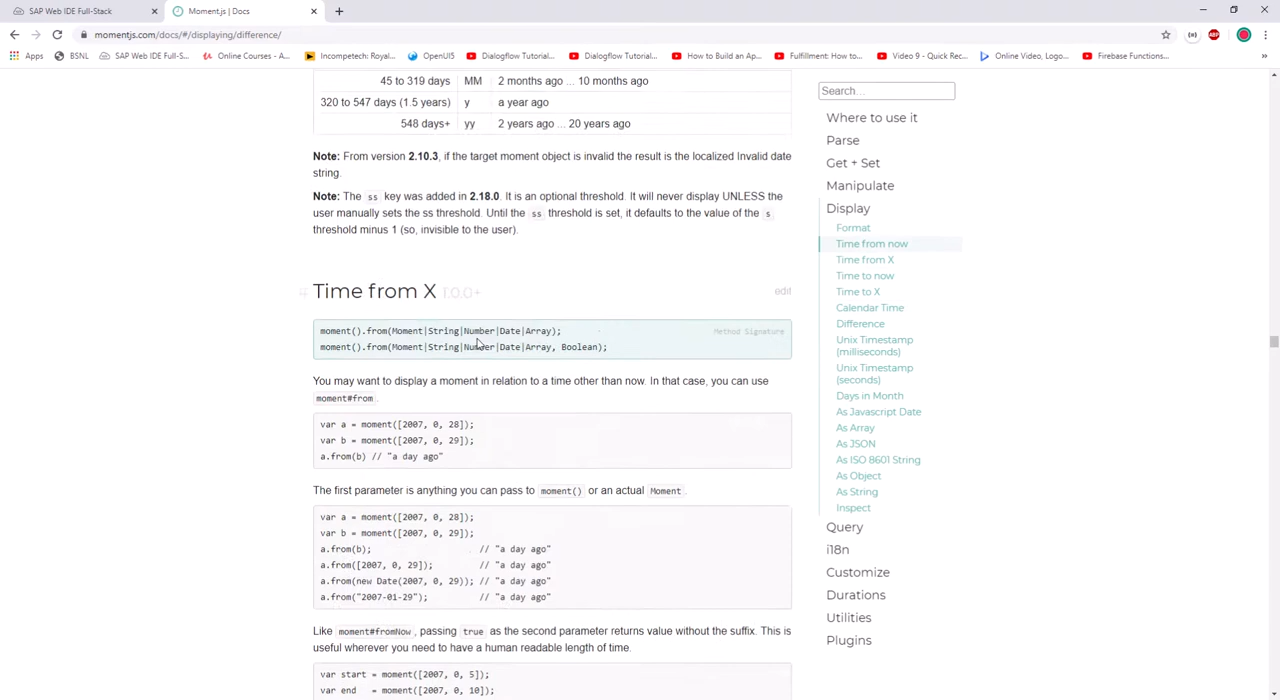 SAP Web IDE Full-Stack
Moment.js | Docs
momentjs.com/docs/#/displaying/difference/
Apps
BSNL
SAP Web IDE Full-S...
Online Courses - A...
Incompetech: Royal...
OpenUI5
Dialogflow Tutorial...
Dialogflow Tutorial...
How to Build an Ap...
Fulfillment: How to...
Video 9 - Quick Rec...
Online Video, Logo...
Firebase Functions...
45 to 319 days MM 2 months ago ... 10 months ago
320 to 547 days (1.5 years) y a year ago
548 days+ yy 2 years ago ... 20 years ago
Note: From version 2.10.3, if the target moment object is invalid the result is the localized Invalid date
string.
Note: The ss key was added in 2.18.0. It is an optional threshold. It will never display UNLESS the
user manually sets the ss threshold. Until the ss threshold is set, it defaults to the value of the s
threshold minus 1 (so, invisible to the user).
Time from X 1.0.0+ edit
moment().from(Moment|String|Number|Date|Array); Method Signature
moment().from(Moment|String|Number|Date|Array, Boolean);
You may want to display a moment in relation to a time other than now. In that case, you can use
moment#from.
var a = moment([2007, 0, 28]);
var b = moment([2007, 0, 29]);
a.from(b) // "a day ago"
The first parameter is anything you can pass to moment() or an actual Moment.
var a = moment([2007, 0, 28]);
var b = moment([2007, 0, 29]);
a.from(b); // "a day ago"
a.from([2007, 0, 29]); // "a day ago"
a.from(new Date(2007, 0, 29)); // "a day ago"
a.from("2007-01-29"); // "a day ago"
Like moment#fromNow, passing true as the second parameter returns value without the suffix. This is
useful wherever you need to have a human readable length of time.
var start = moment([2007, 0, 5]);
var end = moment([2007, 0, 10]);
Search...
Where to use it
Parse
Get + Set
Manipulate
Display
Format
Time from now
Time from X
Time to now
Time to X
Calendar Time
Difference
Unix Timestamp
(milliseconds)
Unix Timestamp
(seconds)
Days in Month
As Javascript Date
As Array
As JSON
As ISO 8601 String
As Object
As String
Inspect
Query
i18n
Customize
Durations
Utilities
Plugins